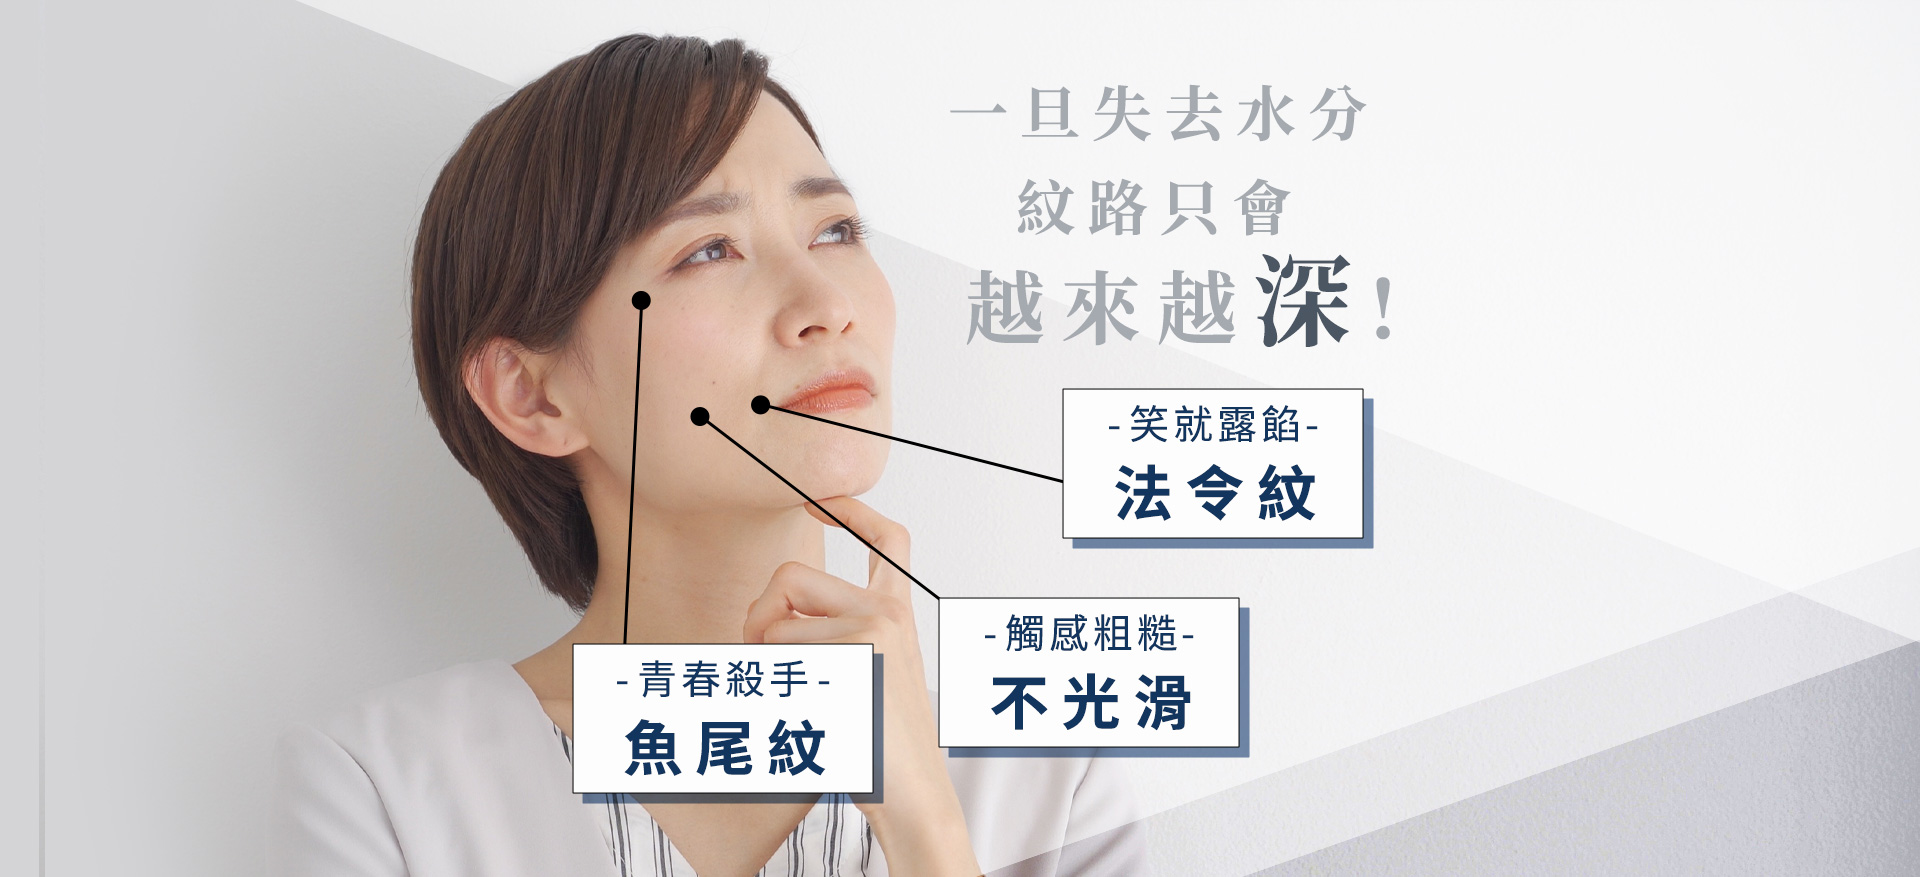 一旦失去水分
紋路只會
越來越深!
-笑就露餡-
法令紋
-觸感粗糙-
不光滑
-青春殺手-
魚尾紋